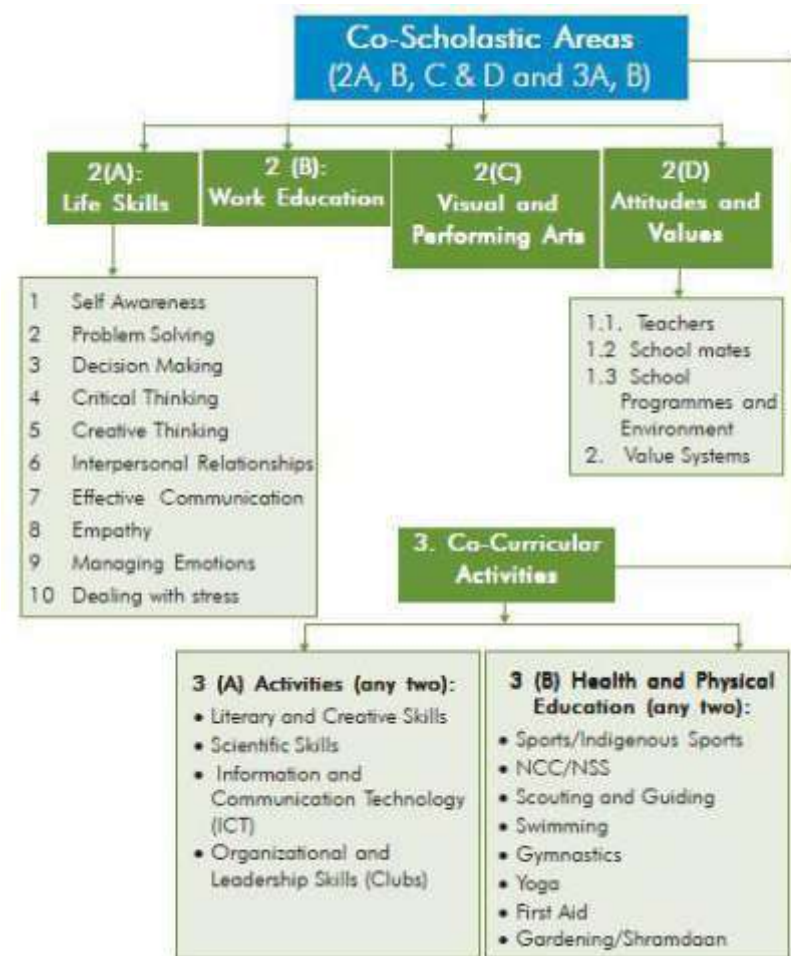 Co-Scholastic Areas
(2A, B, C & D and 3A, B)
2(A):
Life Skills
2 (B):
Work Education
2(C)
Visual and
Performing Arts
2(D)
Attitudes and
Values
1 Self Awareness
2 Problem Solving
3 Decision Making
4 Critical Thinking
5 Creative Thinking
6 Interpersonal Relationships
7 Effective Communication
8 Empathy
9 Managing Emotions
10 Dealing with stress
1.1. Teachers
1.2 School mates
1.3 School
Programmes and
Environment
2. Value Systems
3. Co-Curricular
Activities
3 (A) Activities (any two):
• Literary and Creative Skills
• Scientific Skills
• Information and
Communication Technology
(ICT)
• Organizational and
Leadership Skills (Clubs)
3 (B) Health and Physical
Education (any two):
• Sports/Indigenous Sports
• NCC/NSS
• Scouting and Guiding
• Swimming
• Gymnastics
• Yoga
• First Aid
• Gardening/Shramdaan